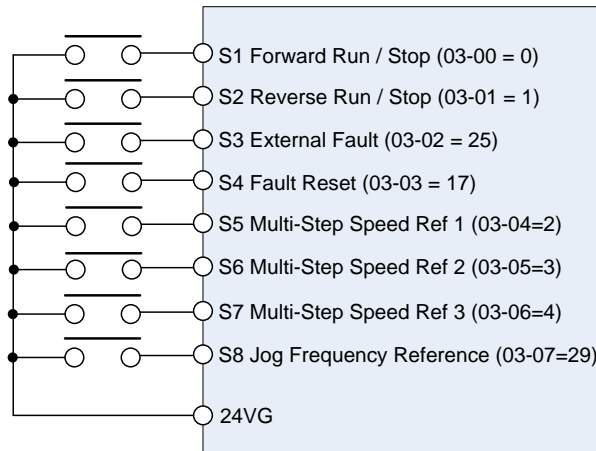 S1 Forward Run / Stop (03-00 = 0)
S2 Reverse Run / Stop (03-01 = 1)
S3 External Fault (03-02 = 25)
S4 Fault Reset (03-03 = 17)
S5 Multi-Step Speed Ref 1 (03-04=2)
S6 Multi-Step Speed Ref 2 (03-05=3)
S7 Multi-Step Speed Ref 3 (03-06=4)
S8 Jog Frequency Reference (03-07=29)
24VG